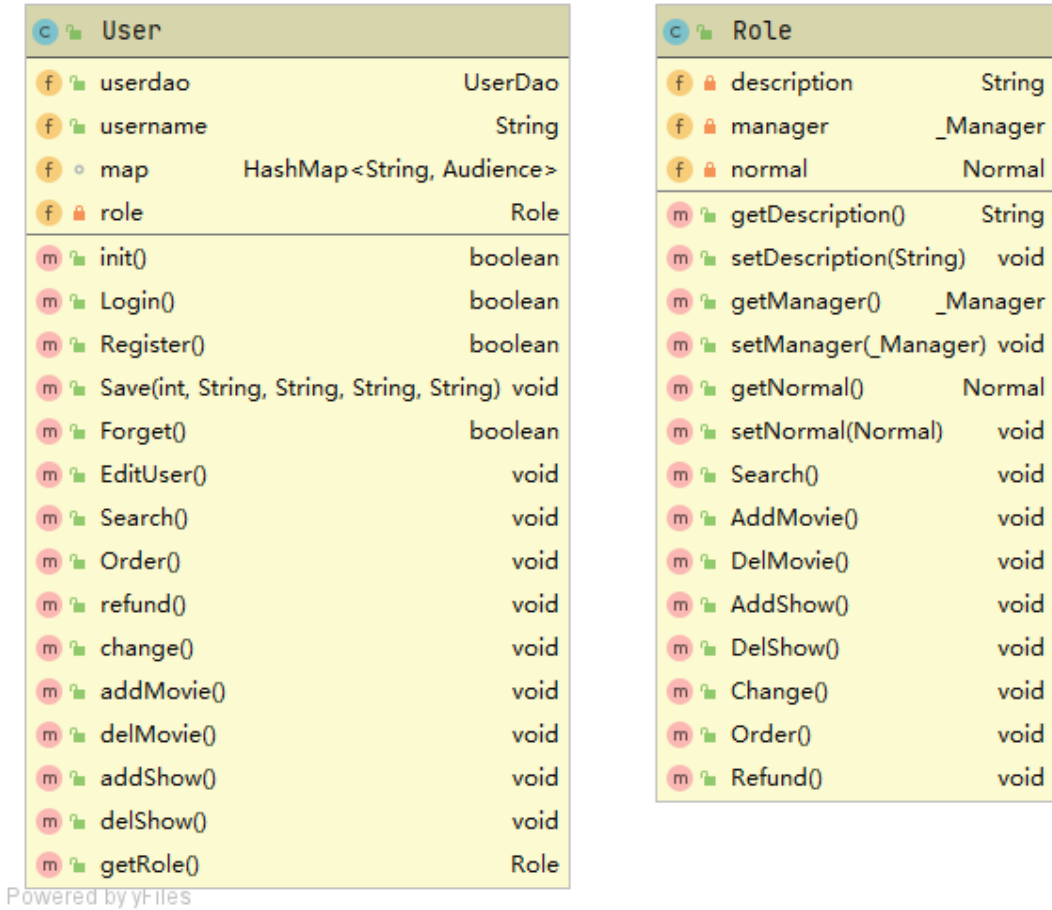 User
userdao UserDao
username String
map HashMap<String, Audience>
role Role
init() boolean
Login() boolean
Register() boolean
Save(int, String, String, String, String) void
Forget() boolean
EditUser() void
Search() void
Order() void
refund() void
change() void
addMovie() void
delMovie() void
addShow() void
delShow() void
getRole() Role
Role
description String
manager _Manager
normal Normal
getDescription() String
setDescription(String) void
getManager() _Manager
setManager(_Manager) void
getNormal() Normal
setNormal(Normal) void
Search() void
AddMovie() void
DelMovie() void
AddShow() void
DelShow() void
Change() void
Order() void
Refund() void
Powered by yFiles